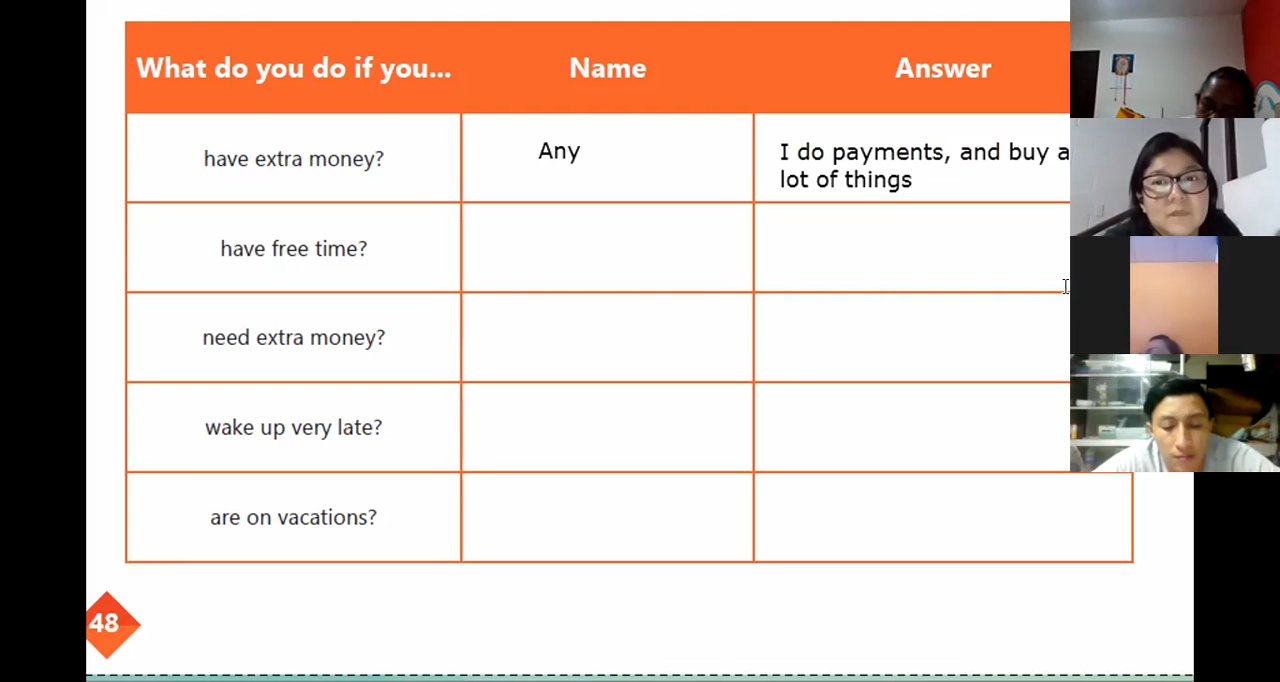 What do you do if you... Name Answer
have extra money? Any I do payments, and buy a
lot of things
have free time?
need extra money?
wake up very late?
are on vacations?
48